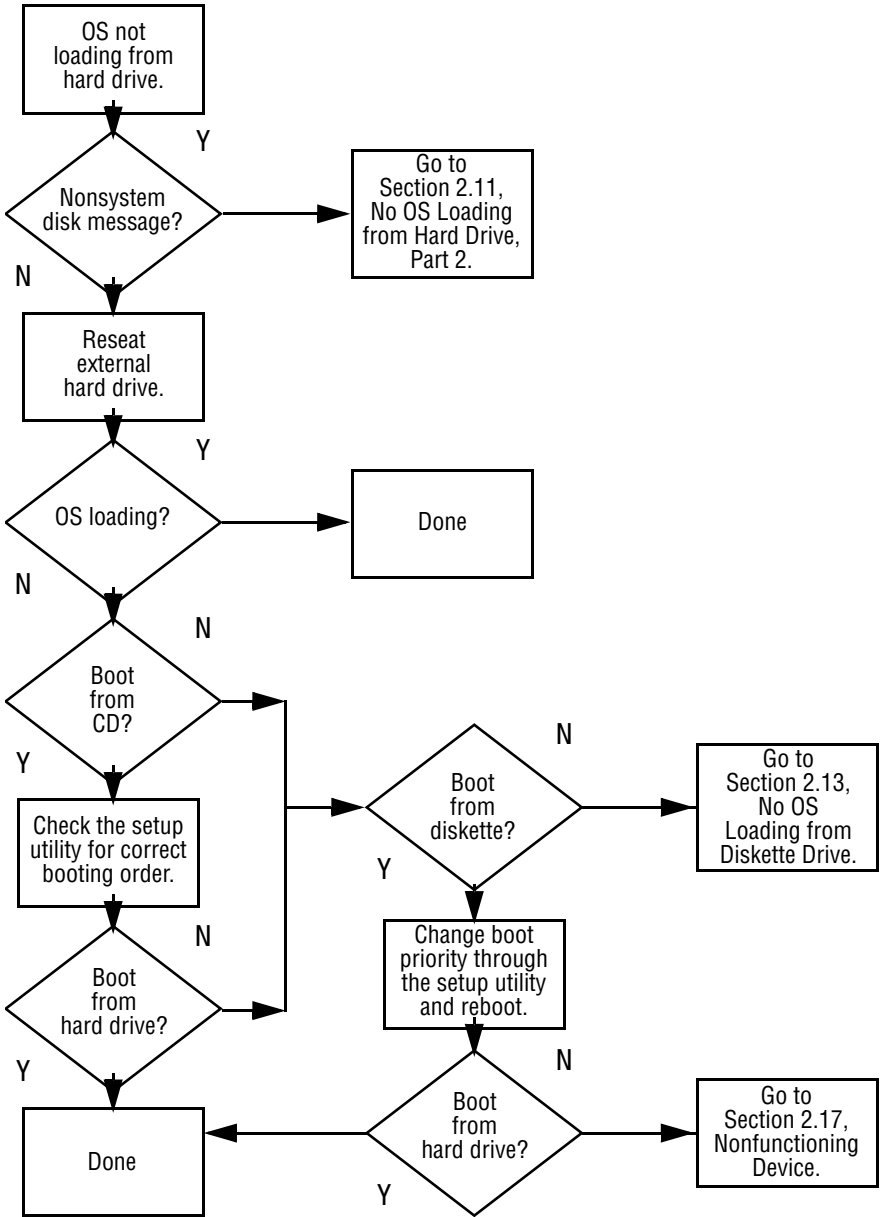 OS not
loading from
hard drive.
Y
Nonsystem
disk message?
Go to
Section 2.11,
No OS Loading
from Hard Drive,
Part 2.
N
Reseat
external
hard drive.
Y
OS loading?
Done
N
N
Boot
from
CD?
Y
Check the setup
utility for correct
booting order.
N
Boot
from
hard drive?
Y
Done
N
Boot
from
diskette?
Go to
Section 2.13,
No OS
Loading from
Diskette Drive.
Y
Change boot
priority through
the setup utility
and reboot.
N
Boot
from
hard drive?
Go to
Section 2.17,
Nonfunctioning
Device.
Y